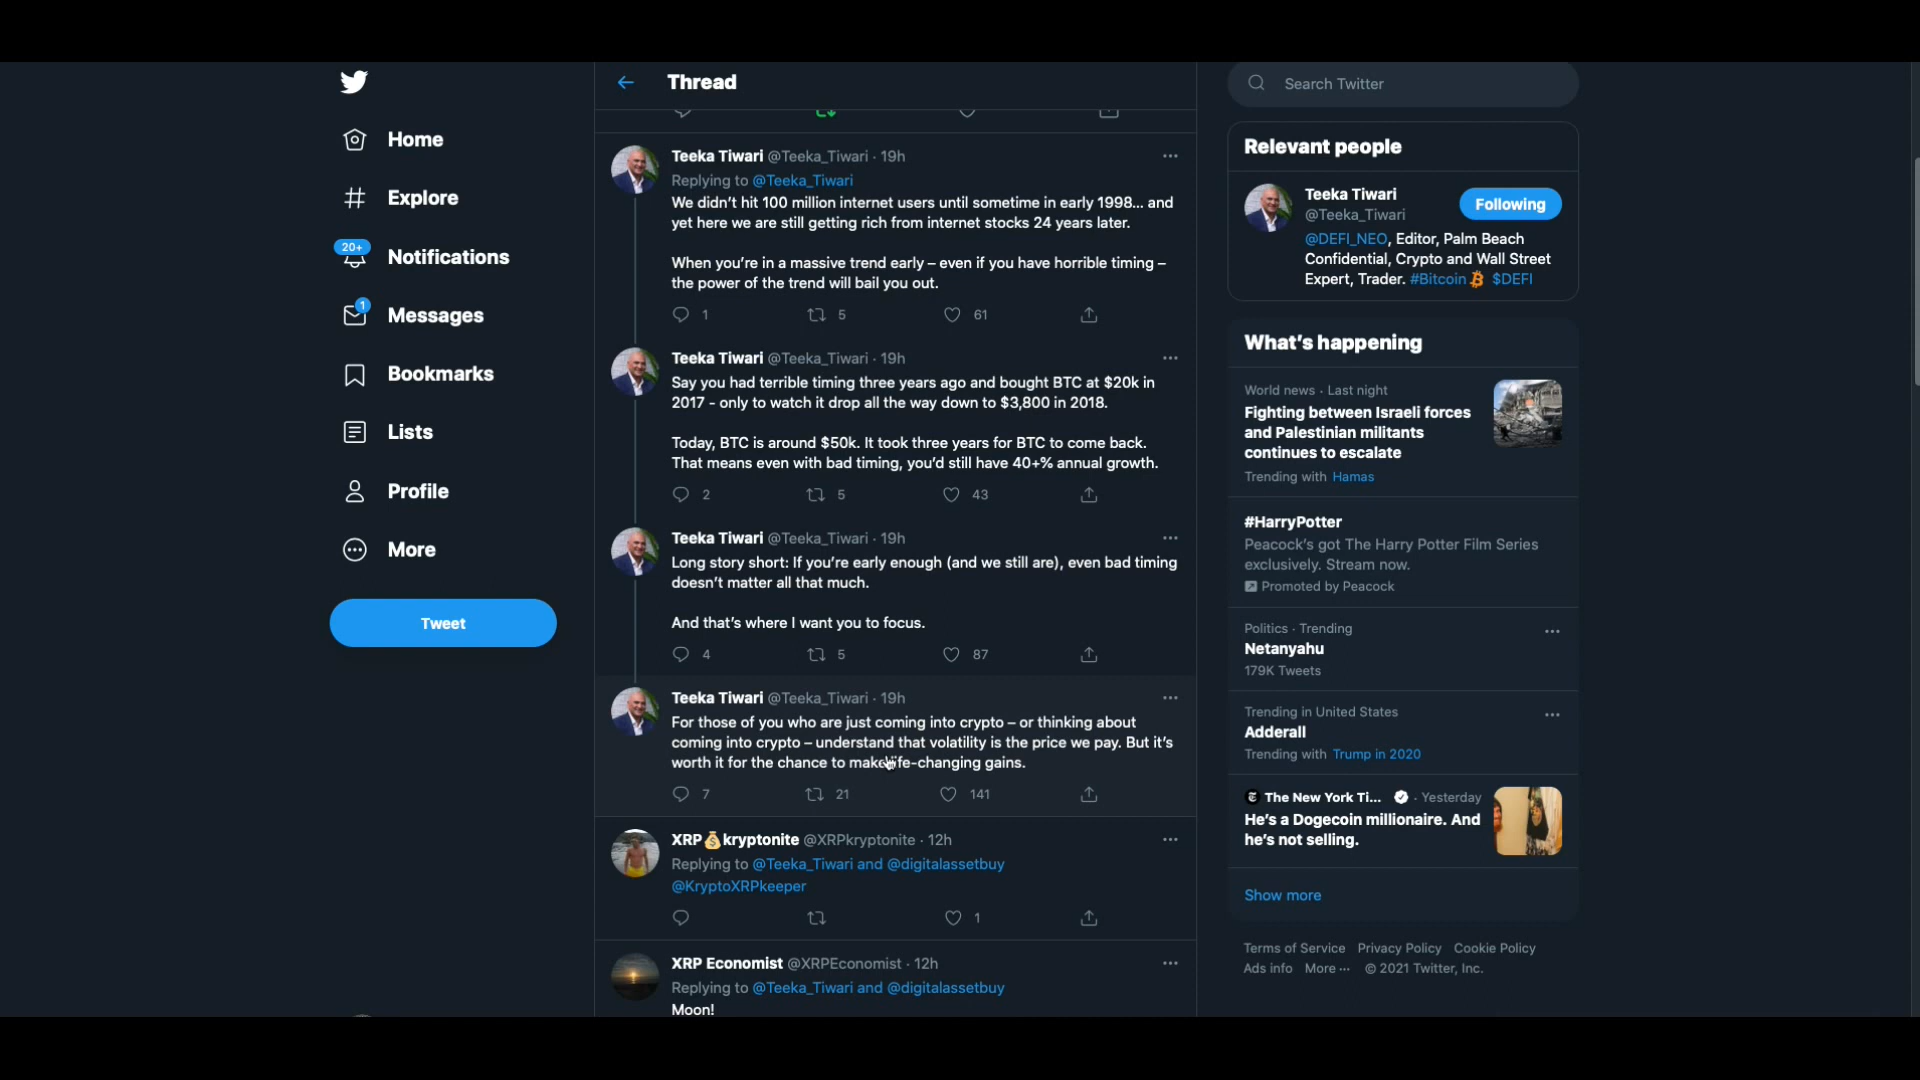 Home
Explore
20+
Notifications
1
Messages
Bookmarks
Lists
Profile
More
Tweet
Thread
Teeka Tiwari @Teeka_Tiwari · 19h
Replying to @Teeka_Tiwari
We didn't hit 100 million internet users until sometime in early 1998... and
yet here we are still getting rich from internet stocks 24 years later.
When you're in a massive trend early – even if you have horrible timing –
the power of the trend will bail you out.
1 5 61
Teeka Tiwari @Teeka_Tiwari · 19h
Say you had terrible timing three years ago and bought BTC at $20k in
2017 - only to watch it drop all the way down to $3,800 in 2018.
Today, BTC is around $50k. It took three years for BTC to come back.
That means even with bad timing, you'd still have 40+% annual growth.
2 5 43
Teeka Tiwari @Teeka_Tiwari · 19h
Long story short: If you're early enough (and we still are), even bad timing
doesn't matter all that much.
And that's where I want you to focus.
4 5 87
Teeka Tiwari @Teeka_Tiwari · 19h
For those of you who are just coming into crypto – or thinking about
coming into crypto – understand that volatility is the price we pay. But it's
worth it for the chance to make life-changing gains.
7 21 141
XRP💰kryptonite @XRPkryptonite · 12h
Replying to @Teeka_Tiwari and @digitalassetbuy
@KryptoXRPkeeper
1
XRP Economist @XRPEconomist · 12h
Replying to @Teeka_Tiwari and @digitalassetbuy
Moon!
Search Twitter
Relevant people
Teeka Tiwari
@Teeka_Tiwari
Following
@DEFI_NEO, Editor, Palm Beach
Confidential, Crypto and Wall Street
Expert, Trader. #Bitcoin $DEFI
What's happening
World news · Last night
Fighting between Israeli forces
and Palestinian militants
continues to escalate
Trending with Hamas
#HarryPotter
Peacock's got The Harry Potter Film Series
exclusively. Stream now.
Promoted by Peacock
Politics · Trending
Netanyahu
179K Tweets
Trending in United States
Adderall
Trending with Trump in 2020
The New York Ti... · Yesterday
He's a Dogecoin millionaire. And
he's not selling.
Show more
Terms of Service Privacy Policy Cookie Policy
Ads info More ··· © 2021 Twitter, Inc.